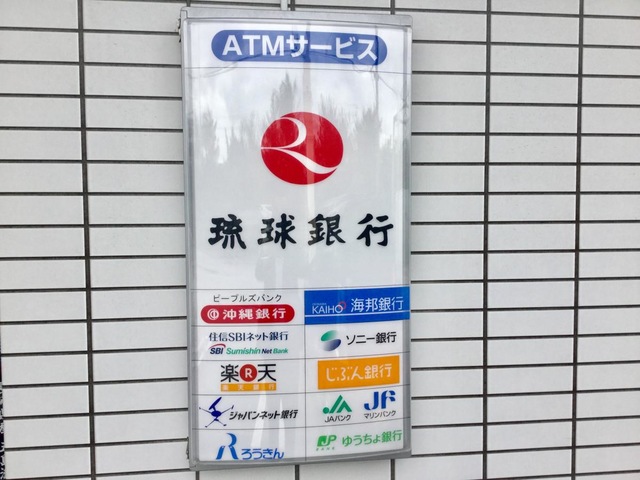 ATMサービス
R
琉球銀行
ピープルズバンク
沖縄銀行
KAIHO 海邦銀行
住信SBIネット銀行
SBI Sumishin Net Bank
ソニー銀行
楽R天
楽天銀行
じぶん銀行
ジャパンネット銀行
JA
JAバンク
JF
マリンバンク
Rろうきん
JP
ゆうちょ銀行